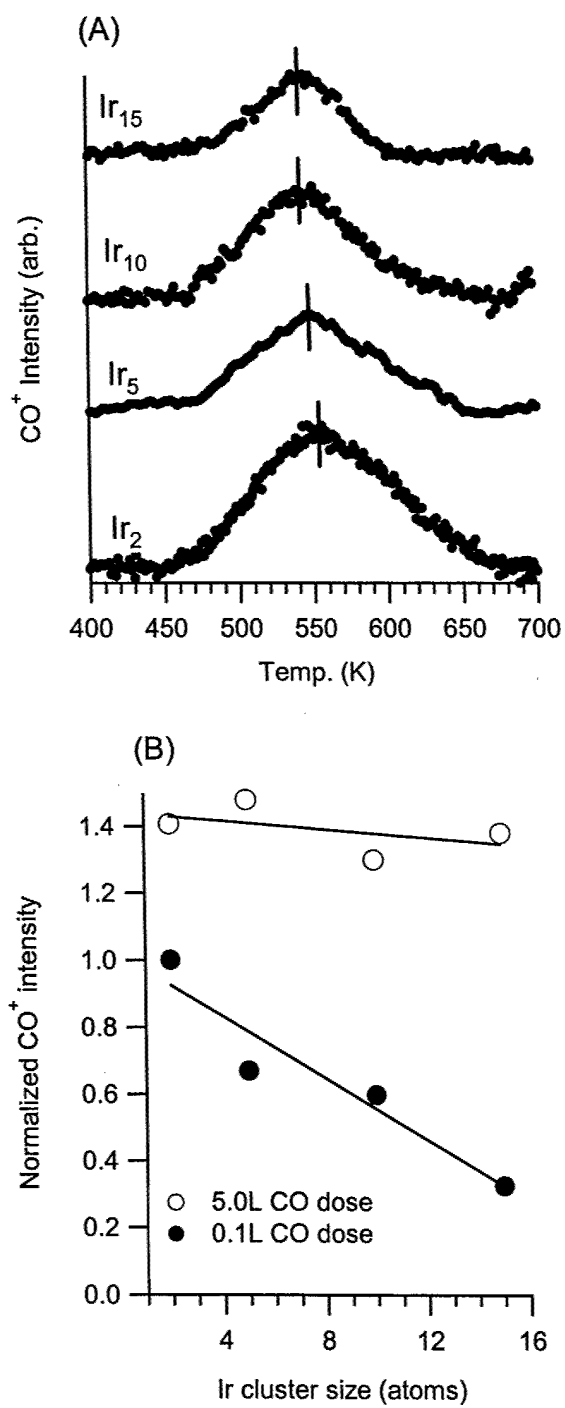 (A)
Ir₁₅
Ir₁₀
Ir₅
Ir₂
CO⁺ Intensity (arb.)
400 450 500 550 600 650 700
Temp. (K)
(B)
1.4
1.2
1.0
0.8
0.6
0.4
0.2
0.0
Normalized CO⁺ intensity
5.0L CO dose
0.1L CO dose
4 8 12 16
Ir cluster size (atoms)